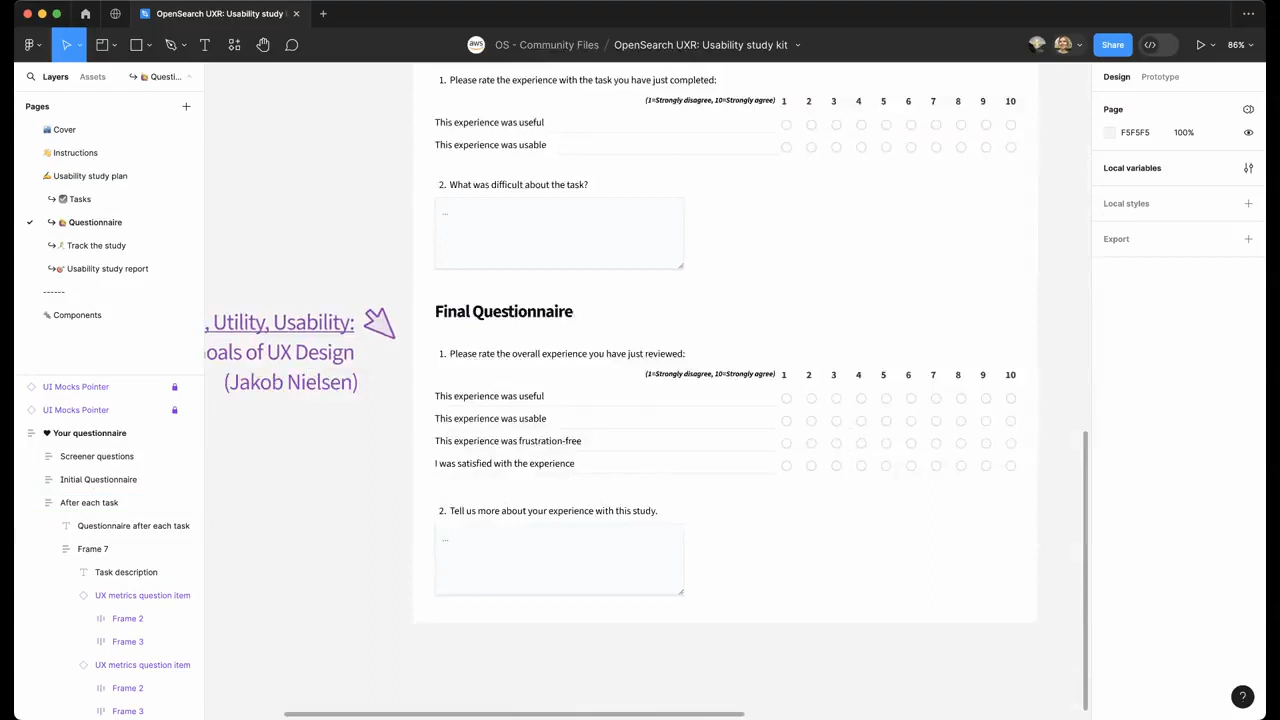 OpenSearch UXR: Usability study
OS - Community Files / OpenSearch UXR: Usability study kit
Share
86%
Layers Assets Questi...
Pages
Cover
Instructions
Usability study plan
Tasks
Questionnaire
Track the study
Usability study report
------
Components
UI Mocks Pointer
UI Mocks Pointer
Your questionnaire
Screener questions
Initial Questionnaire
After each task
Questionnaire after each task
Frame 7
Task description
UX metrics question item
Frame 2
Frame 3
UX metrics question item
Frame 2
Frame 3
, Utility, Usability:
oals of UX Design
(Jakob Nielsen)
1. Please rate the experience with the task you have just completed:
(1=Strongly disagree, 10=Strongly agree) 1 2 3 4 5 6 7 8 9 10
This experience was useful
This experience was usable
2. What was difficult about the task?
...
Final Questionnaire
1. Please rate the overall experience you have just reviewed:
(1=Strongly disagree, 10=Strongly agree) 1 2 3 4 5 6 7 8 9 10
This experience was useful
This experience was usable
This experience was frustration-free
I was satisfied with the experience
2. Tell us more about your experience with this study.
...
Design Prototype
Page
F5F5F5 100%
Local variables
Local styles
Export
aws
?